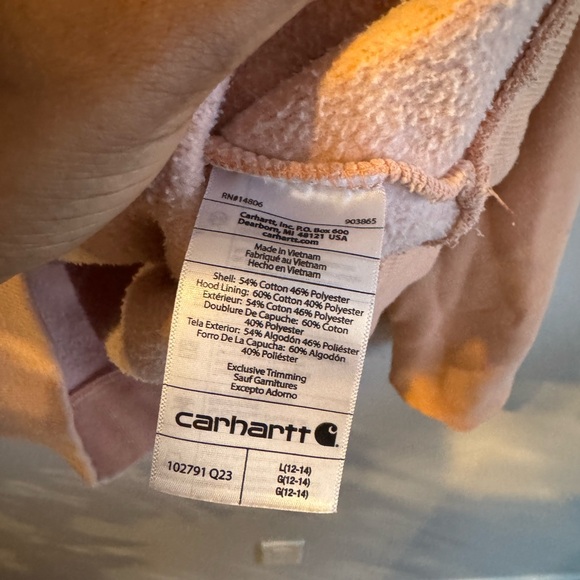 RN#14806
903865
Carhartt, Inc. P.O. Box 600
Dearborn, MI 48121 USA
carhartt.com
Made in Vietnam
Fabriqué au Vietnam
Hecho en Vietnam
Shell: 54% Cotton 46% Polyester
Hood Lining: 60% Cotton 40% Polyester
Extérieur: 54% Coton 46% Polyester
Doublure De Capuche: 60% Coton
40% Polyester
Tela Exterior: 54% Algodón 46% Poliéster
Forro De La Capucha: 60% Algodón
40% Poliéster
Exclusive Trimming
Sauf Garnitures
Excepto Adorno
carhartt
102791 Q23
L(12-14)
G(12-14)
G(12-14)